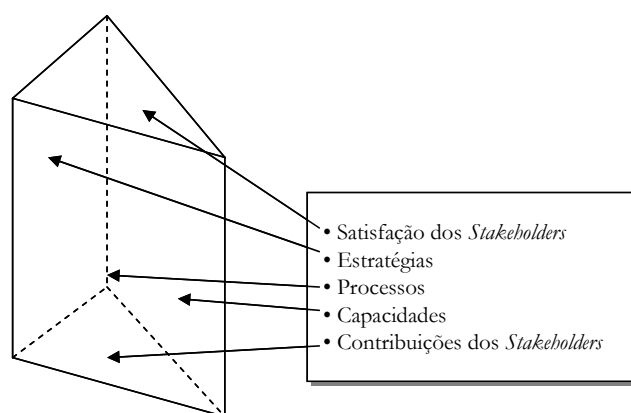 • Satisfação dos Stakeholders
• Estratégias
• Processos
• Capacidades
• Contribuições dos Stakeholders